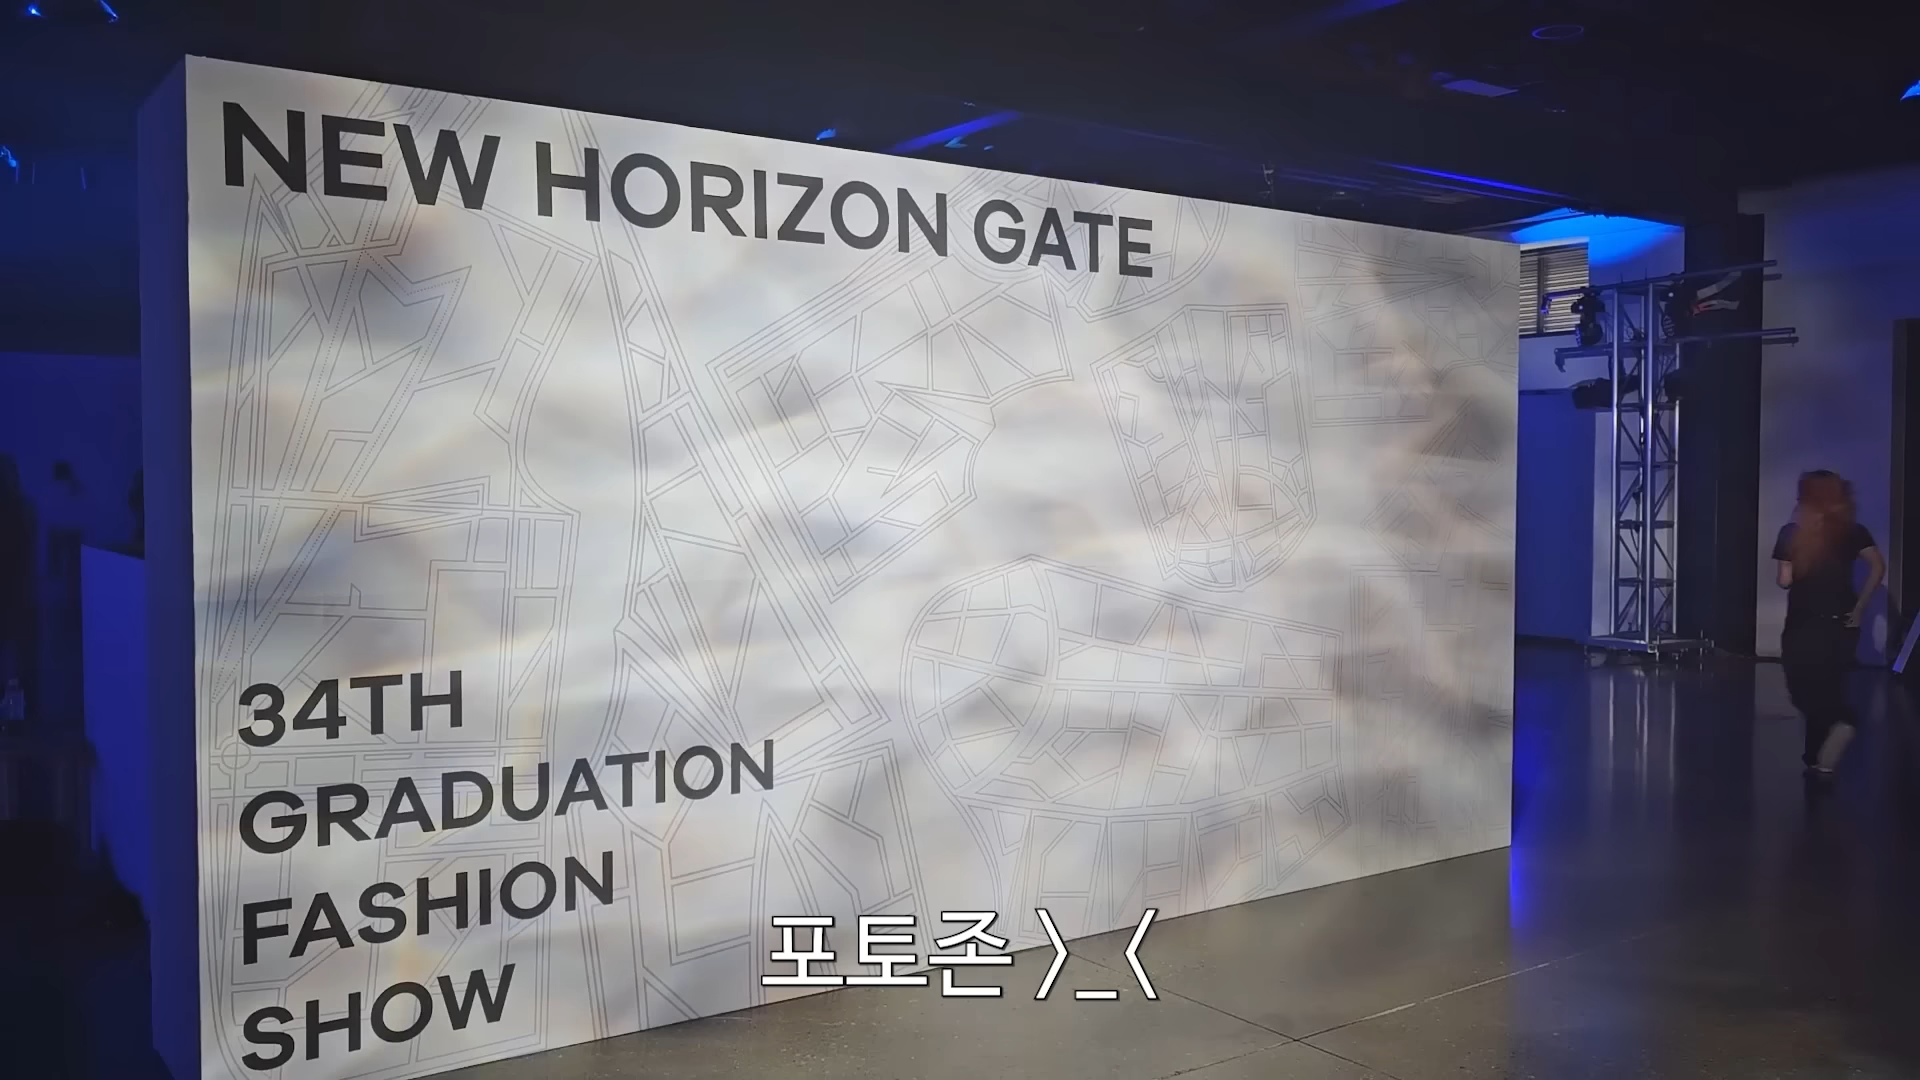 NEW HORIZON GATE
34TH
GRADUATION
FASHION
SHOW
포토존 >_<